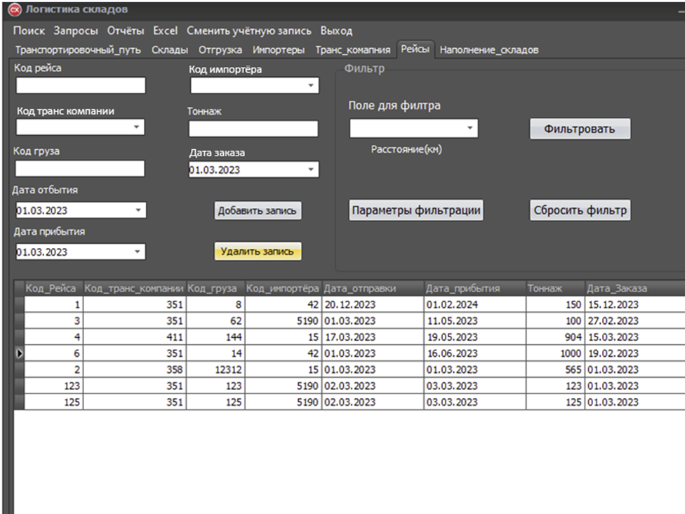 Логистика складов
Поиск Запросы Отчёты Excel Сменить учётную запись Выход
Транспортировочный_путь Склады Отгрузка Импортеры Транс_компания Рейсы Наполнение_складов
Код рейса Код импортёра Фильтр
Код транс компании Тоннаж Поле для филтра
Фильтровать
Код груза Дата заказа Расстояние(км)
01.03.2023
Дата отбытия
01.03.2023 Добавить запись Параметры фильтрации Сбросить фильтр
Дата прибытия
01.03.2023 Удалить запись
Код_Рейса Код_транс_компании Код_груза Код_импортёра Дата_отправки Дата_прибытия Тоннаж Дата_Заказа
1 351 8 42 20.12.2023 01.02.2024 150 15.12.2023
3 351 62 5190 01.03.2023 11.05.2023 100 27.02.2023
4 411 144 15 17.03.2023 19.05.2023 904 15.03.2023
6 351 14 42 01.03.2023 16.06.2023 1000 19.02.2023
2 358 12312 15 01.03.2023 01.03.2023 565 01.03.2023
123 351 123 5190 02.03.2023 03.03.2023 123 01.03.2023
125 351 125 5190 02.03.2023 03.03.2023 125 01.03.2023